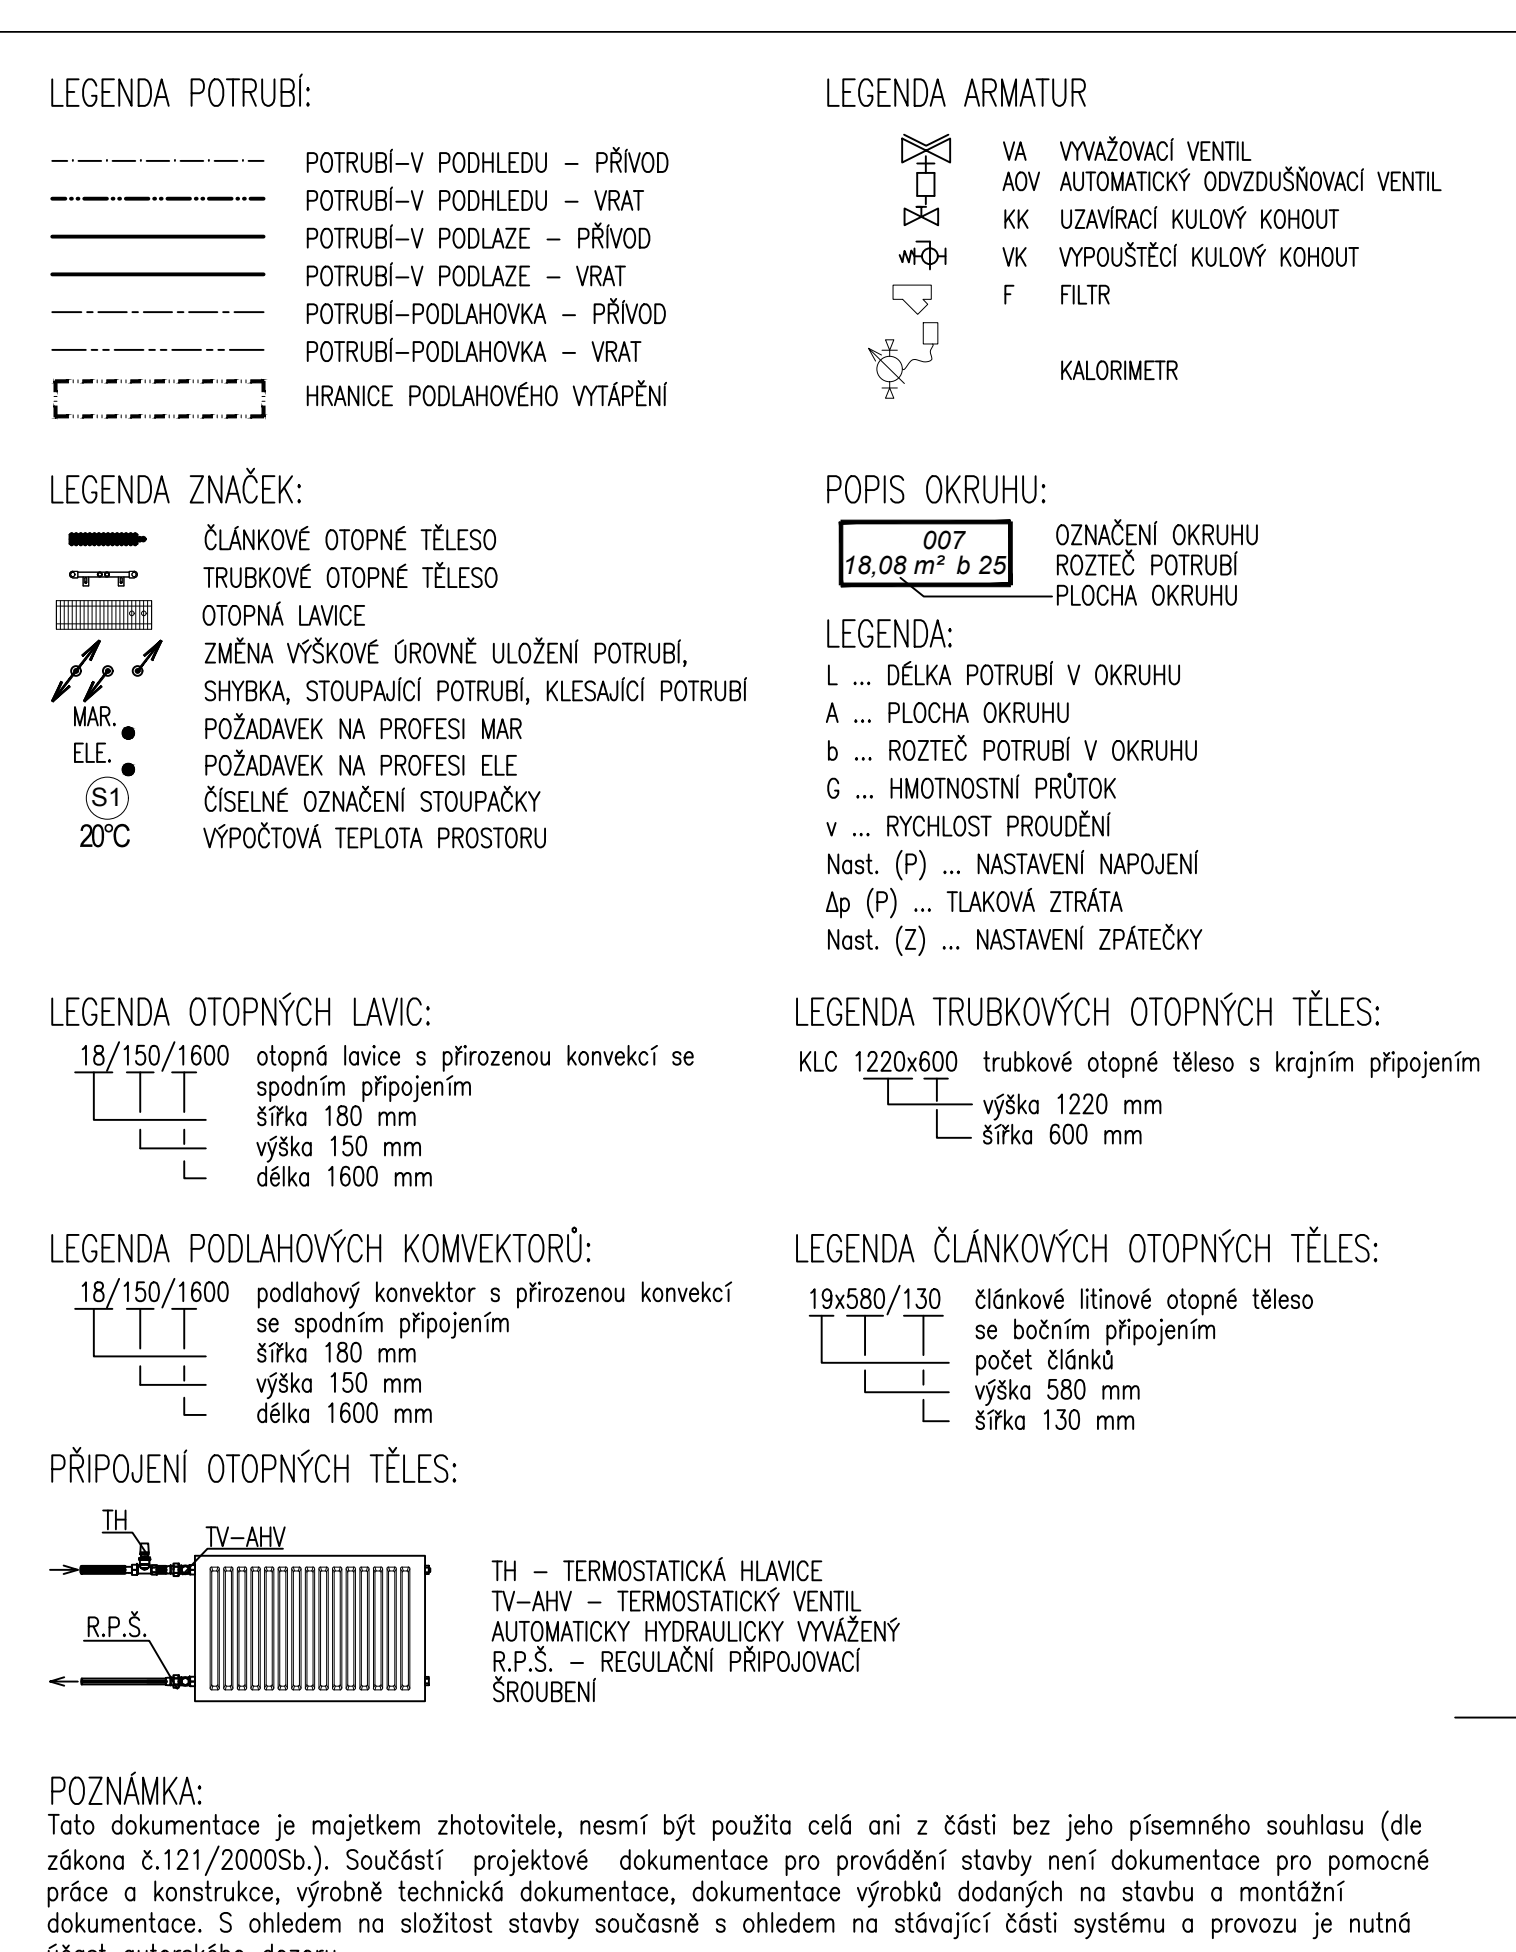 LEGENDA POTRUBÍ:
POTRUBÍ-V PODHLEDU - PŘÍVOD
POTRUBÍ-V PODHLEDU - VRAT
POTRUBÍ-V PODLAZE - PŘÍVOD
POTRUBÍ-V PODLAZE - VRAT
POTRUBÍ-PODLAHOVKA - PŘÍVOD
POTRUBÍ-PODLAHOVKA - VRAT
HRANICE PODLAHOVÉHO VYTÁPĚNÍ
LEGENDA ARMATUR
VA VYVAŽOVACÍ VENTIL
AOV AUTOMATICKÝ ODVZDUŠŇOVACÍ VENTIL
KK UZAVÍRACÍ KULOVÝ KOHOUT
VK VYPOUŠTĚCÍ KULOVÝ KOHOUT
F FILTR
KALORIMETR
LEGENDA ZNAČEK:
ČLÁNKOVÉ OTOPNÉ TĚLESO
TRUBKOVÉ OTOPNÉ TĚLESO
OTOPNÁ LAVICE
ZMĚNA VÝŠKOVÉ ÚROVNĚ ULOŽENÍ POTRUBÍ,
SHYBKA, STOUPAJÍCÍ POTRUBÍ, KLESAJÍCÍ POTRUBÍ
MAR. POŽADAVEK NA PROFESI MAR
ELE. POŽADAVEK NA PROFESI ELE
S1 ČÍSELNÉ OZNAČENÍ STOUPAČKY
20°C VÝPOČTOVÁ TEPLOTA PROSTORU
POPIS OKRUHU:
007
18,08 m² b 25
OZNAČENÍ OKRUHU
ROZTEČ POTRUBÍ
PLOCHA OKRUHU
LEGENDA:
L ... DÉLKA POTRUBÍ V OKRUHU
A ... PLOCHA OKRUHU
b ... ROZTEČ POTRUBÍ V OKRUHU
G ... HMOTNOSTNÍ PRŮTOK
v ... RYCHLOST PROUDĚNÍ
Nast. (P) ... NASTAVENÍ NAPOJENÍ
Δp (P) ... TLAKOVÁ ZTRÁTA
Nast. (Z) ... NASTAVENÍ ZPÁTEČKY
LEGENDA OTOPNÝCH LAVIC:
18/150/1600 otopná lavice s přirozenou konvekcí se
spodním připojením
šířka 180 mm
výška 150 mm
délka 1600 mm
LEGENDA TRUBKOVÝCH OTOPNÝCH TĚLES:
KLC 1220x600 trubkové otopné těleso s krajním připojením
výška 1220 mm
šířka 600 mm
LEGENDA PODLAHOVÝCH KOMVEKTORŮ:
18/150/1600 podlahový konvektor s přirozenou konvekcí
se spodním připojením
šířka 180 mm
výška 150 mm
délka 1600 mm
LEGENDA ČLÁNKOVÝCH OTOPNÝCH TĚLES:
19x580/130 článkové litinové otopné těleso
se bočním připojením
počet článků
výška 580 mm
šířka 130 mm
PŘIPOJENÍ OTOPNÝCH TĚLES:
TH
TV-AHV
R.P.Š.
TH - TERMOSTATICKÁ HLAVICE
TV-AHV - TERMOSTATICKÝ VENTIL
AUTOMATICKY HYDRAULICKY VYVÁŽENÝ
R.P.Š. - REGULAČNÍ PŘIPOJOVACÍ
ŠROUBENÍ
POZNÁMKA:
Tato dokumentace je majetkem zhotovitele, nesmí být použita celá ani z části bez jeho písemného souhlasu (dle
zákona č.121/2000Sb.). Součástí projektové dokumentace pro provádění stavby není dokumentace pro pomocné
práce a konstrukce, výrobně technická dokumentace, dokumentace výrobků dodaných na stavbu a montážní
dokumentace. S ohledem na složitost stavby současně s ohledem na stávající části systému a provozu je nutná